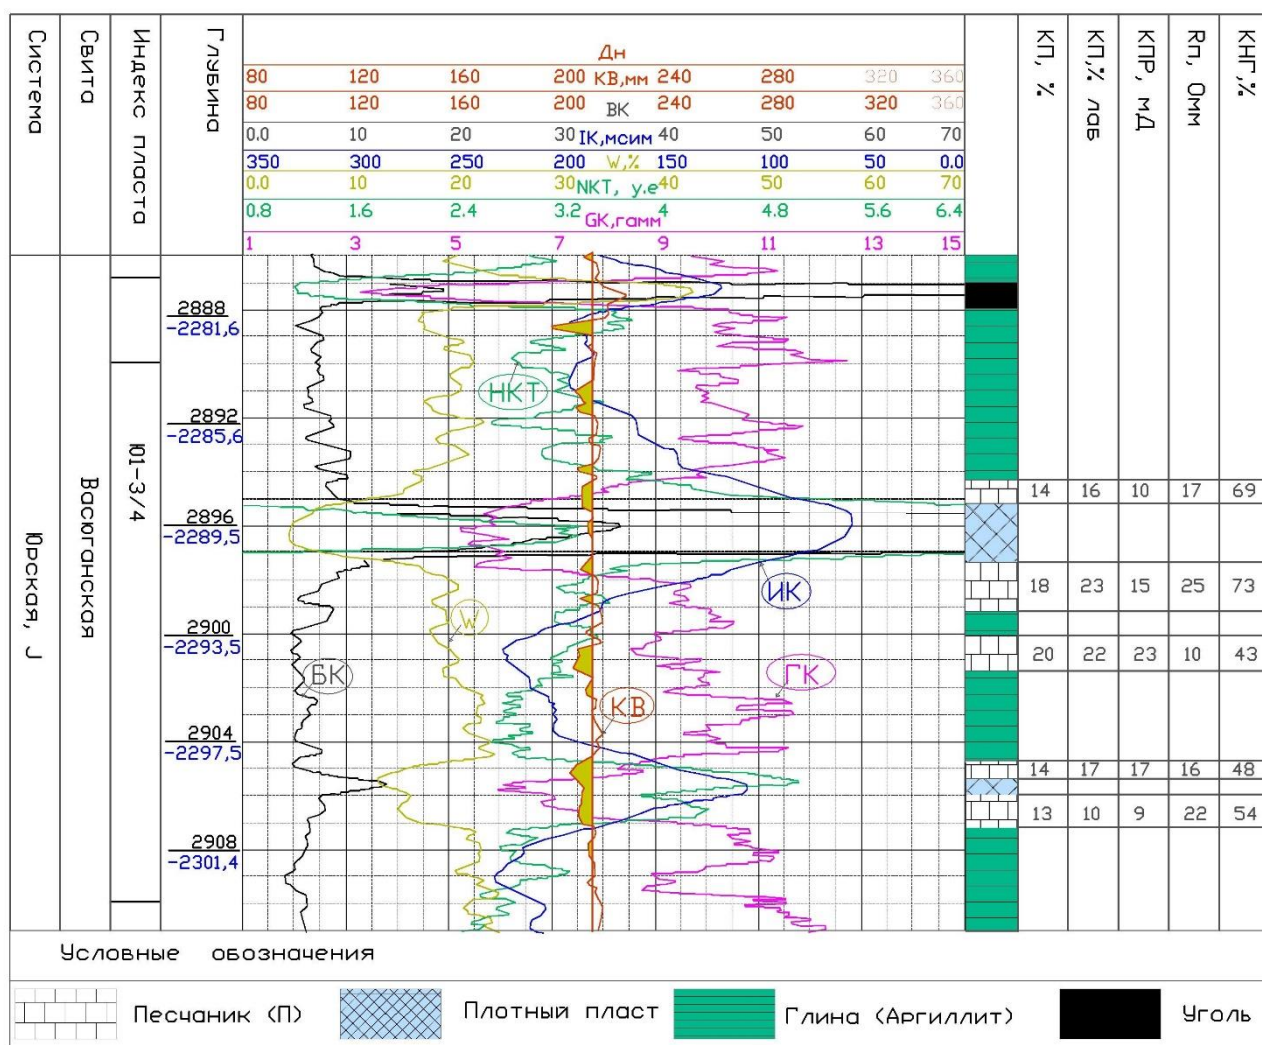 Система
Свита
Индекс пласта
Глубина
Дн
80 120 160 200 КВ,мм 240 280 320 360
80 120 160 200 ВК 240 280 320 360
0.0 10 20 30 IК,мсим 40 50 60 70
350 300 250 200 W,% 150 100 50 0.0
0.0 10 20 30 NКТ, у.е 40 50 60 70
0.8 1.6 2.4 3.2 GК,гамм 4 4.8 5.6 6.4
1 3 5 7 9 11 13 15
КП, %
КП,% лаб
КПР, мД
Rп, Омм
КНГ,%
Юрская, J
Васюганская
Ю1-3/4
2888
-2281,6
НКТ
2892
-2285,6
14 16 10 17 69
2896
-2289,5
ИК
18 23 15 25 73
W
2900
-2293,5
20 22 23 10 43
БК
ГК
КВ
2904
-2297,5
14 17 17 16 48
13 10 9 22 54
2908
-2301,4
Условные обозначения
Песчаник (П)
Плотный пласт
Глина (Аргиллит)
Уголь